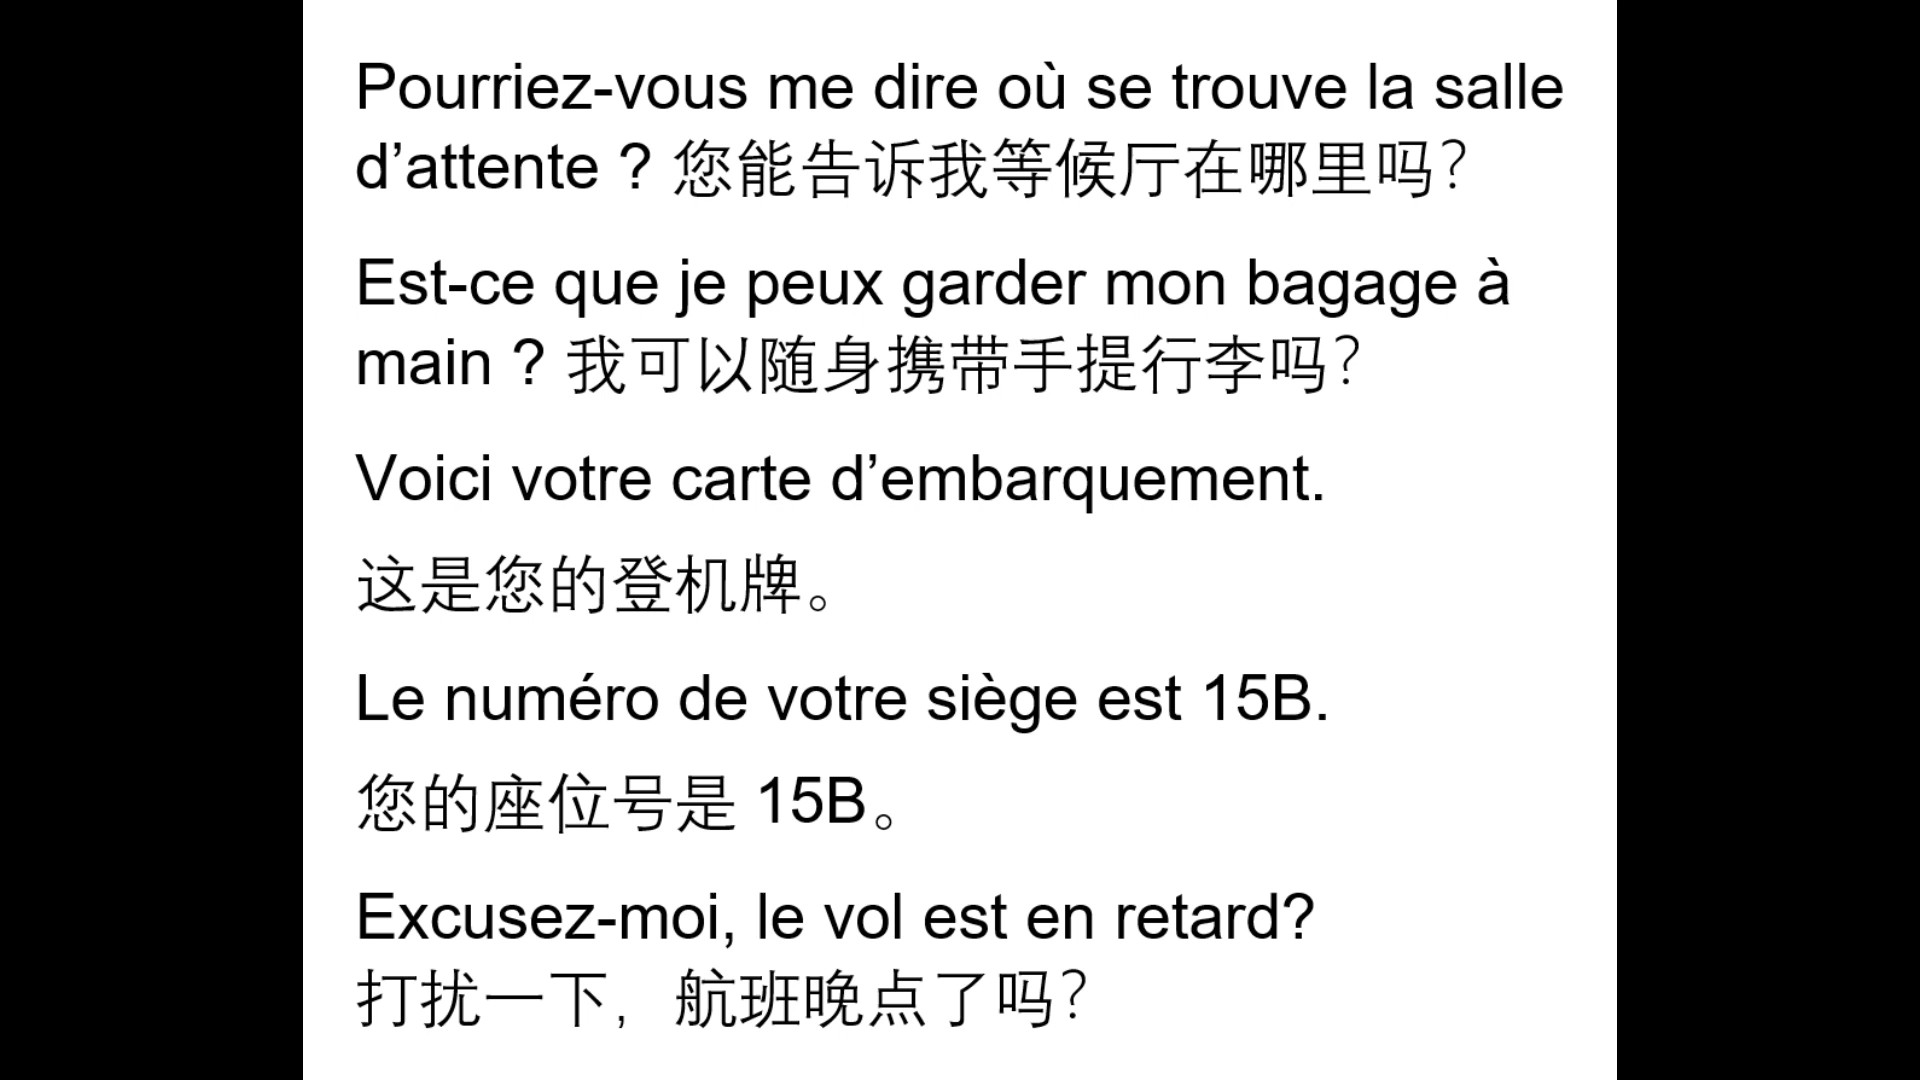 Pourriez-vous me dire où se trouve la salle
d’attente ? 您能告诉我等候厅在哪里吗？
Est-ce que je peux garder mon bagage à
main ? 我可以随身携带手提行李吗？
Voici votre carte d’embarquement.
这是您的登机牌。
Le numéro de votre siège est 15B.
您的座位号是 15B。
Excusez-moi, le vol est en retard?
打扰一下，航班晚点了吗？